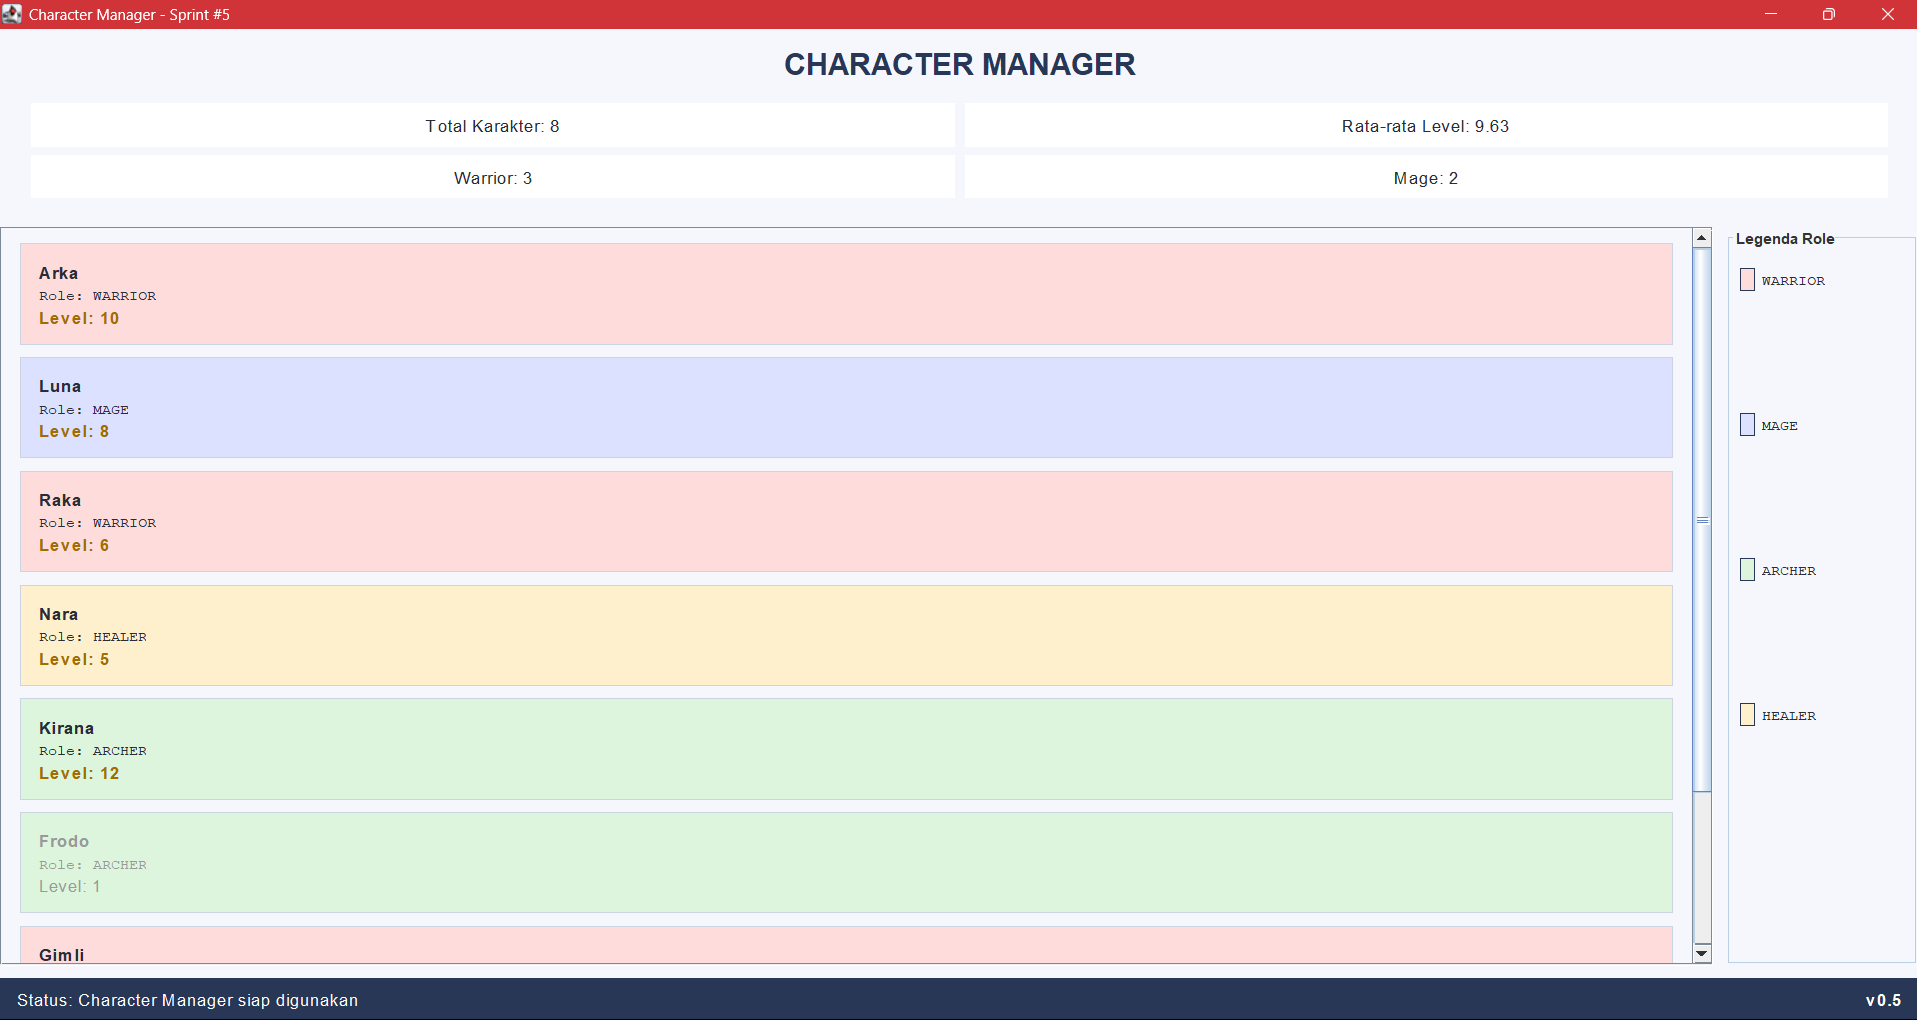 Character Manager - Sprint #5
CHARACTER MANAGER
Total Karakter: 8
Rata-rata Level: 9.63
Warrior: 3
Mage: 2
Arka
Role: WARRIOR
Level: 10
Luna
Role: MAGE
Level: 8
Raka
Role: WARRIOR
Level: 6
Nara
Role: HEALER
Level: 5
Kirana
Role: ARCHER
Level: 12
Frodo
Role: ARCHER
Level: 1
Gimli
Legenda Role
WARRIOR
MAGE
ARCHER
HEALER
Status: Character Manager siap digunakan
v0.5